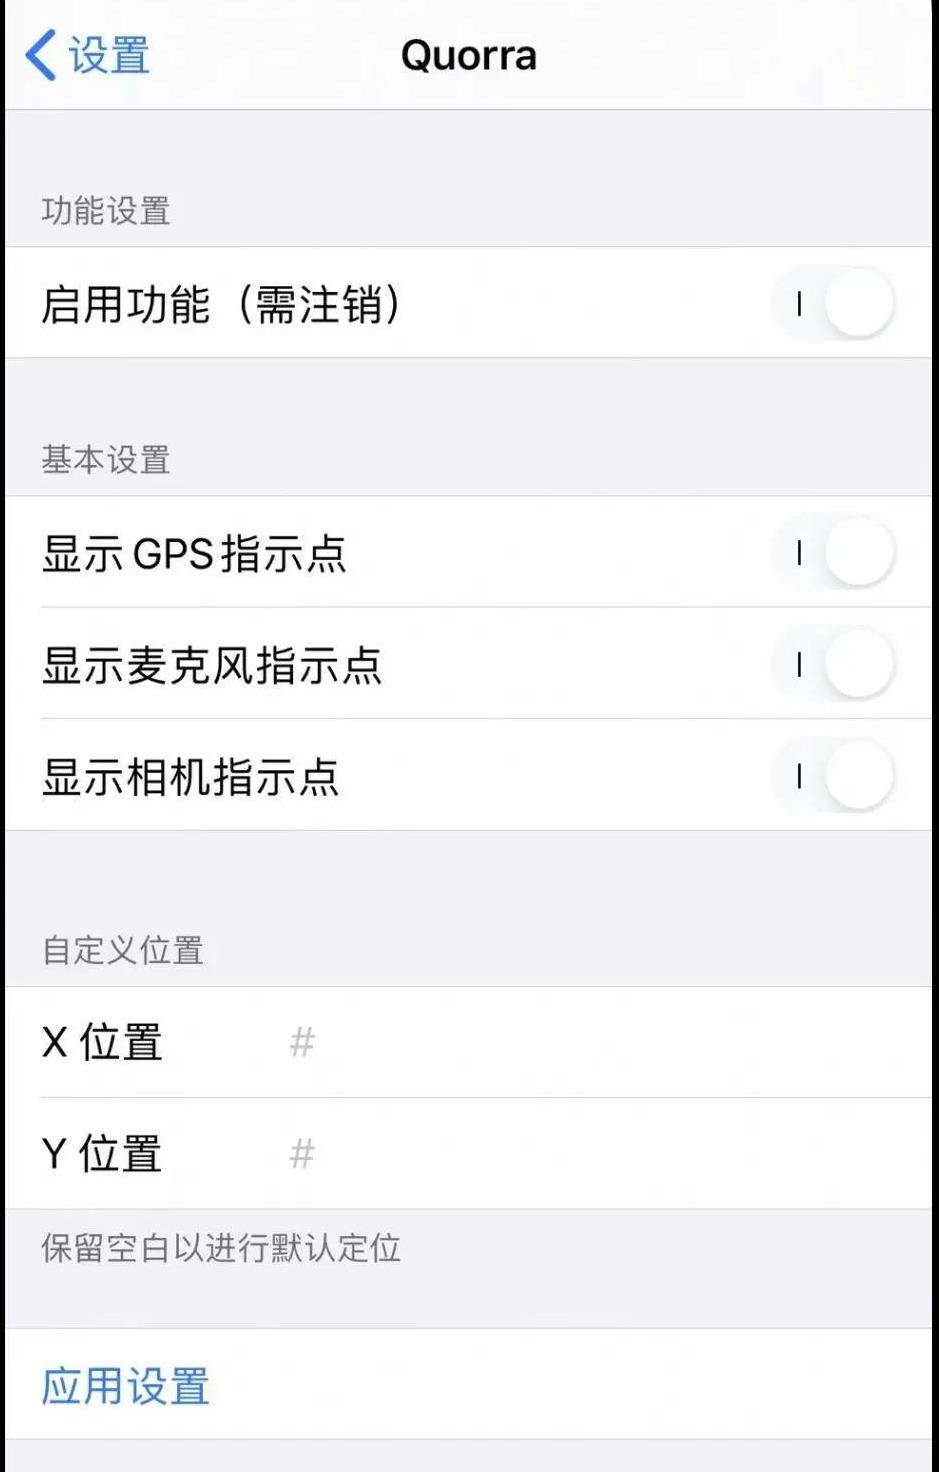 设置
Quorra
功能设置
启用功能（需注销）
基本设置
显示GPS指示点
显示麦克风指示点
显示相机指示点
自定义位置
X 位置 #
Y 位置 #
保留空白以进行默认定位
应用设置